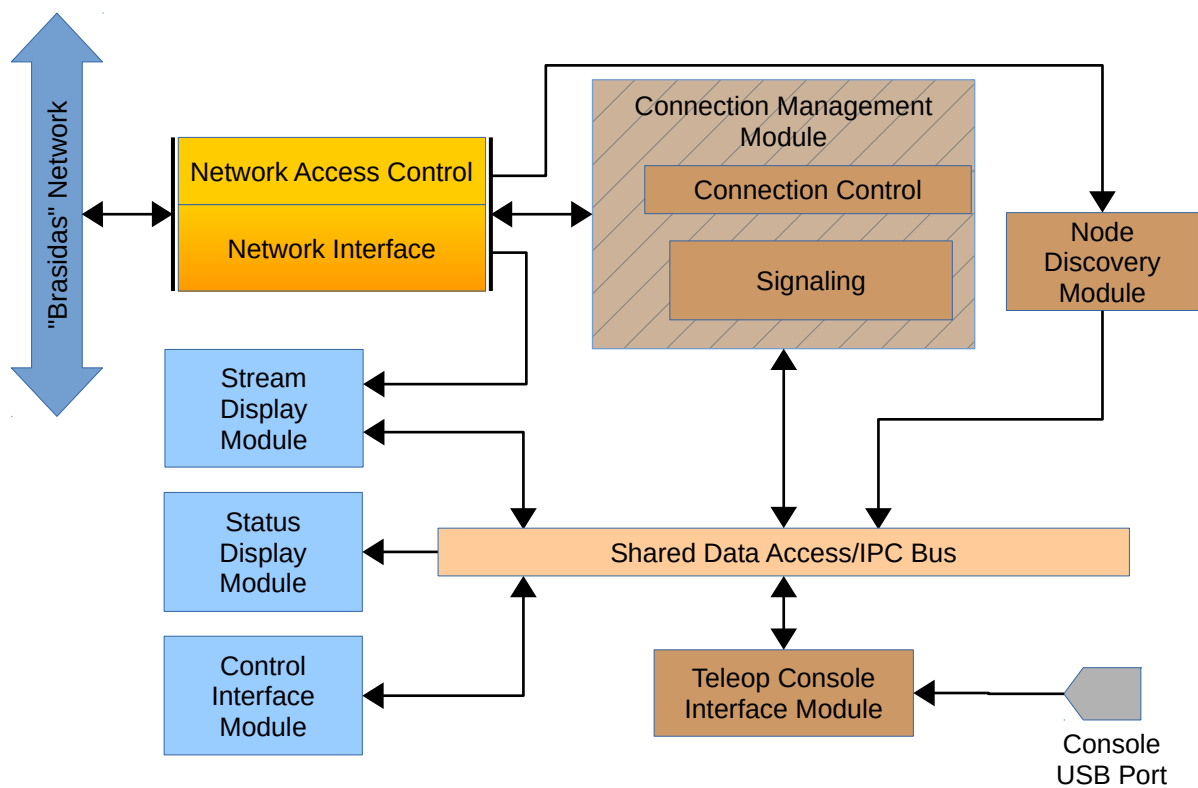 "Brasidas" Network
Network Access Control
Network Interface
Connection Management
Module
Connection Control
Signaling
Node
Discovery
Module
Stream
Display
Module
Status
Display
Module
Shared Data Access/IPC Bus
Control
Interface
Module
Teleop Console
Interface Module
Console
USB Port